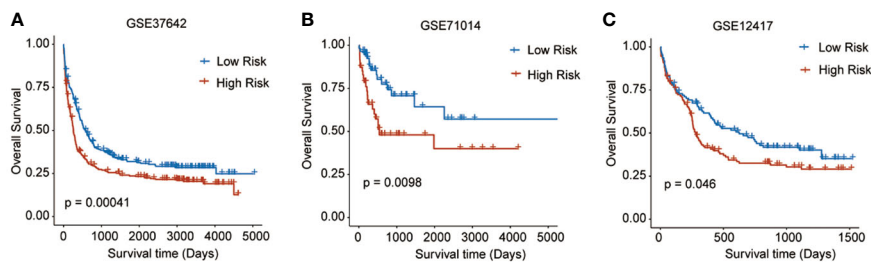 A
GSE37642
Overall Survival
1.00
0.75
0.50
0.25
0.00
Low Risk
High Risk
p = 0.00041
0 1000 2000 3000 4000 5000
Survival time (Days)
B
GSE71014
Overall Survival
1.00
0.75
0.50
0.25
0.00
Low Risk
High Risk
p = 0.0098
0 1000 2000 3000 4000 5000
Survival time (Days)
C
GSE12417
Overall Survival
1.00
0.75
0.50
0.25
0.00
Low Risk
High Risk
p = 0.046
0 500 1000 1500
Survival time (Days)